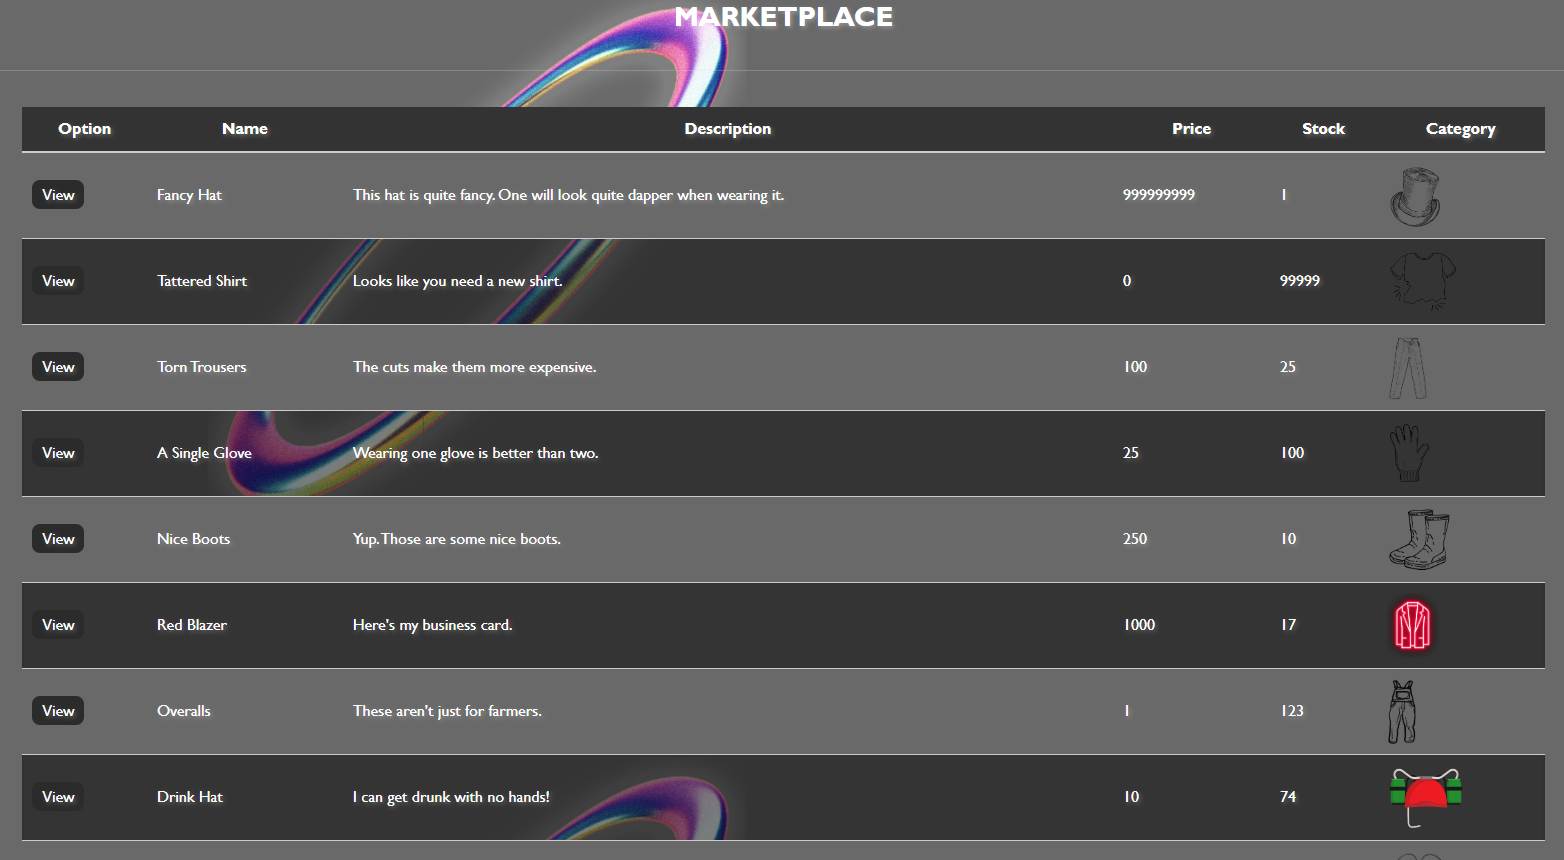 MARKETPLACE
Option Name Description Price Stock Category
View Fancy Hat This hat is quite fancy. One will look quite dapper when wearing it. 999999999 1
View Tattered Shirt Looks like you need a new shirt. 0 99999
View Torn Trousers The cuts make them more expensive. 100 25
View A Single Glove Wearing one glove is better than two. 25 100
View Nice Boots Yup. Those are some nice boots. 250 10
View Red Blazer Here's my business card. 1000 17
View Overalls These aren't just for farmers. 1 123
View Drink Hat I can get drunk with no hands! 10 74